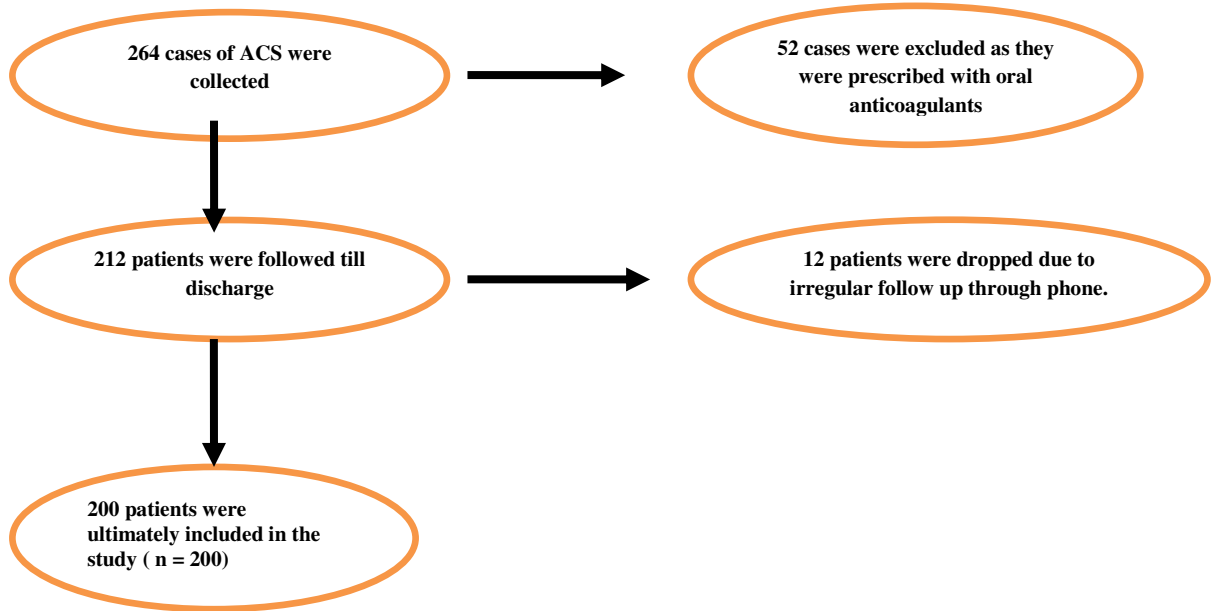 264 cases of ACS were
collected
52 cases were excluded as they
were prescribed with oral
anticoagulants
212 patients were followed till
discharge
12 patients were dropped due to
irregular follow up through phone.
200 patients were
ultimately included in the
study ( n = 200)